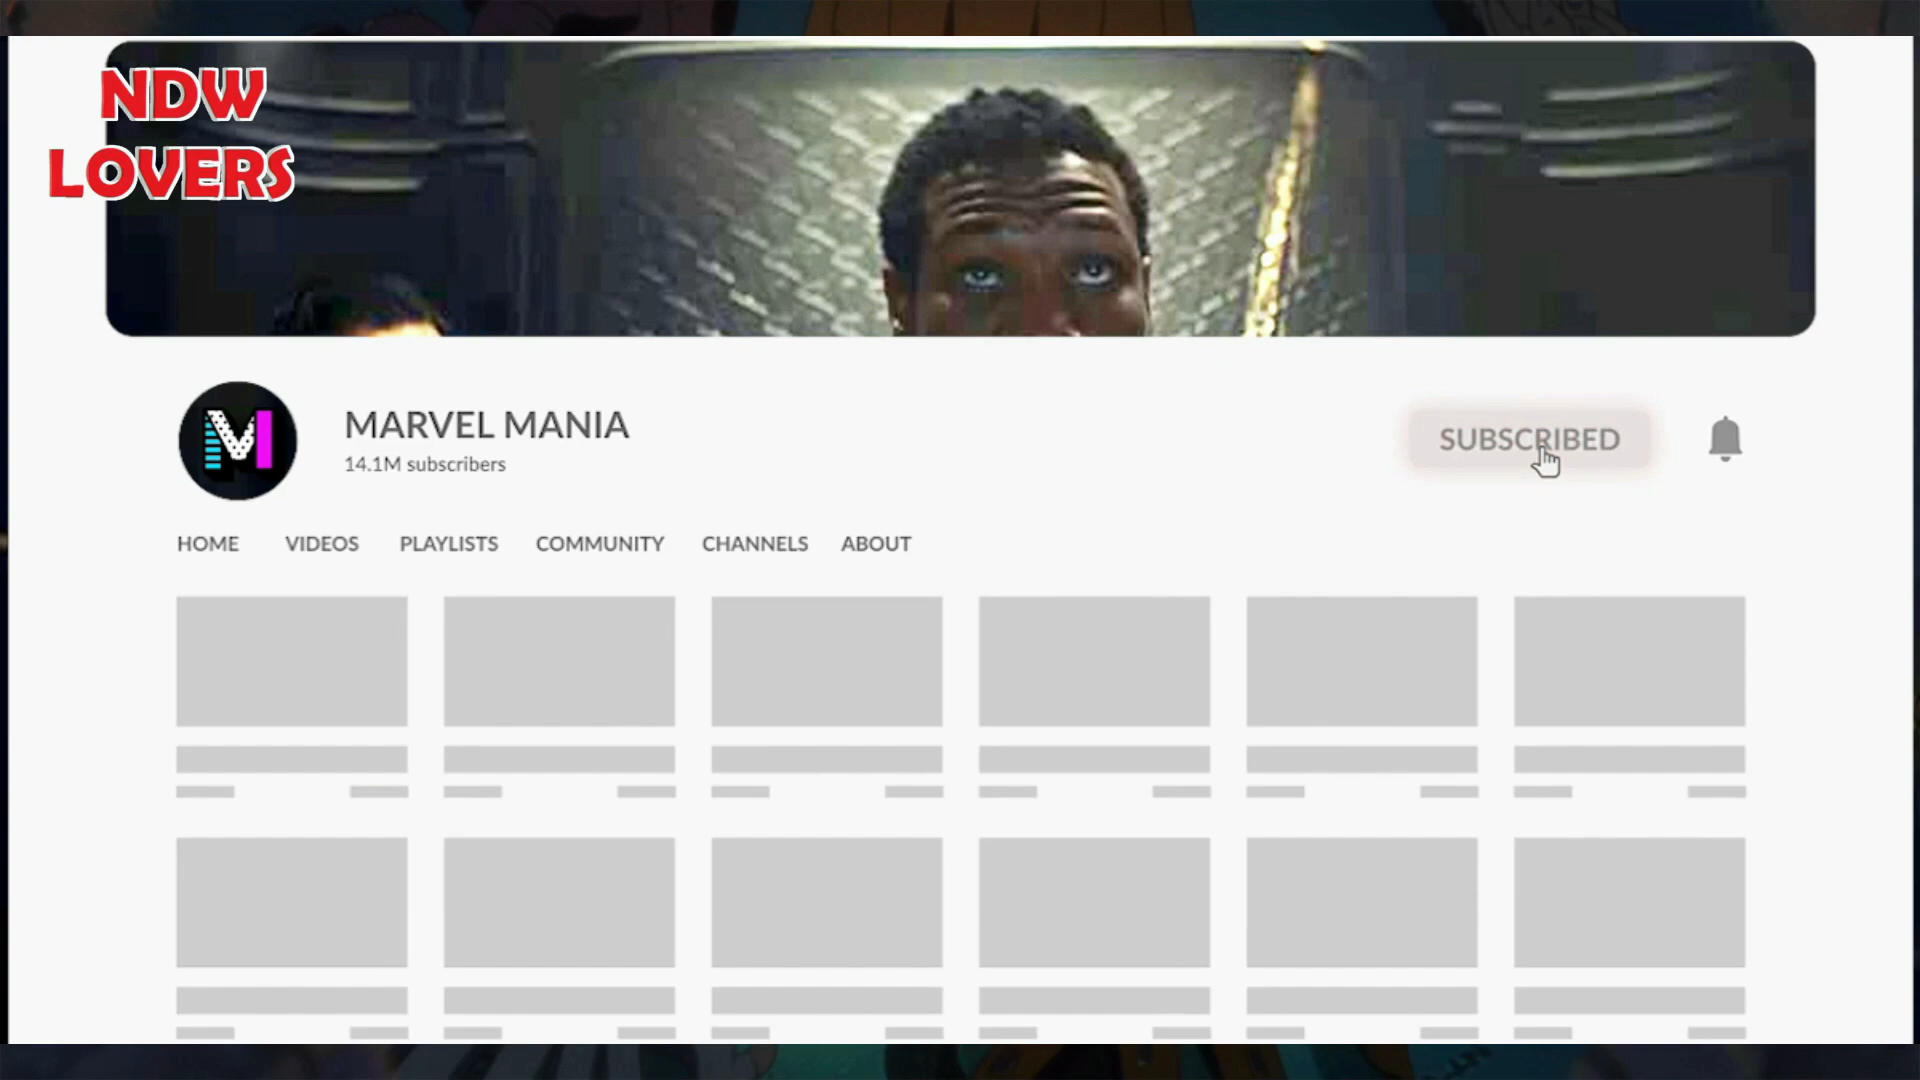 NDW
LOVERS
M
MARVEL MANIA
14.1M subscribers
SUBSCRIBED
HOME VIDEOS PLAYLISTS COMMUNITY CHANNELS ABOUT